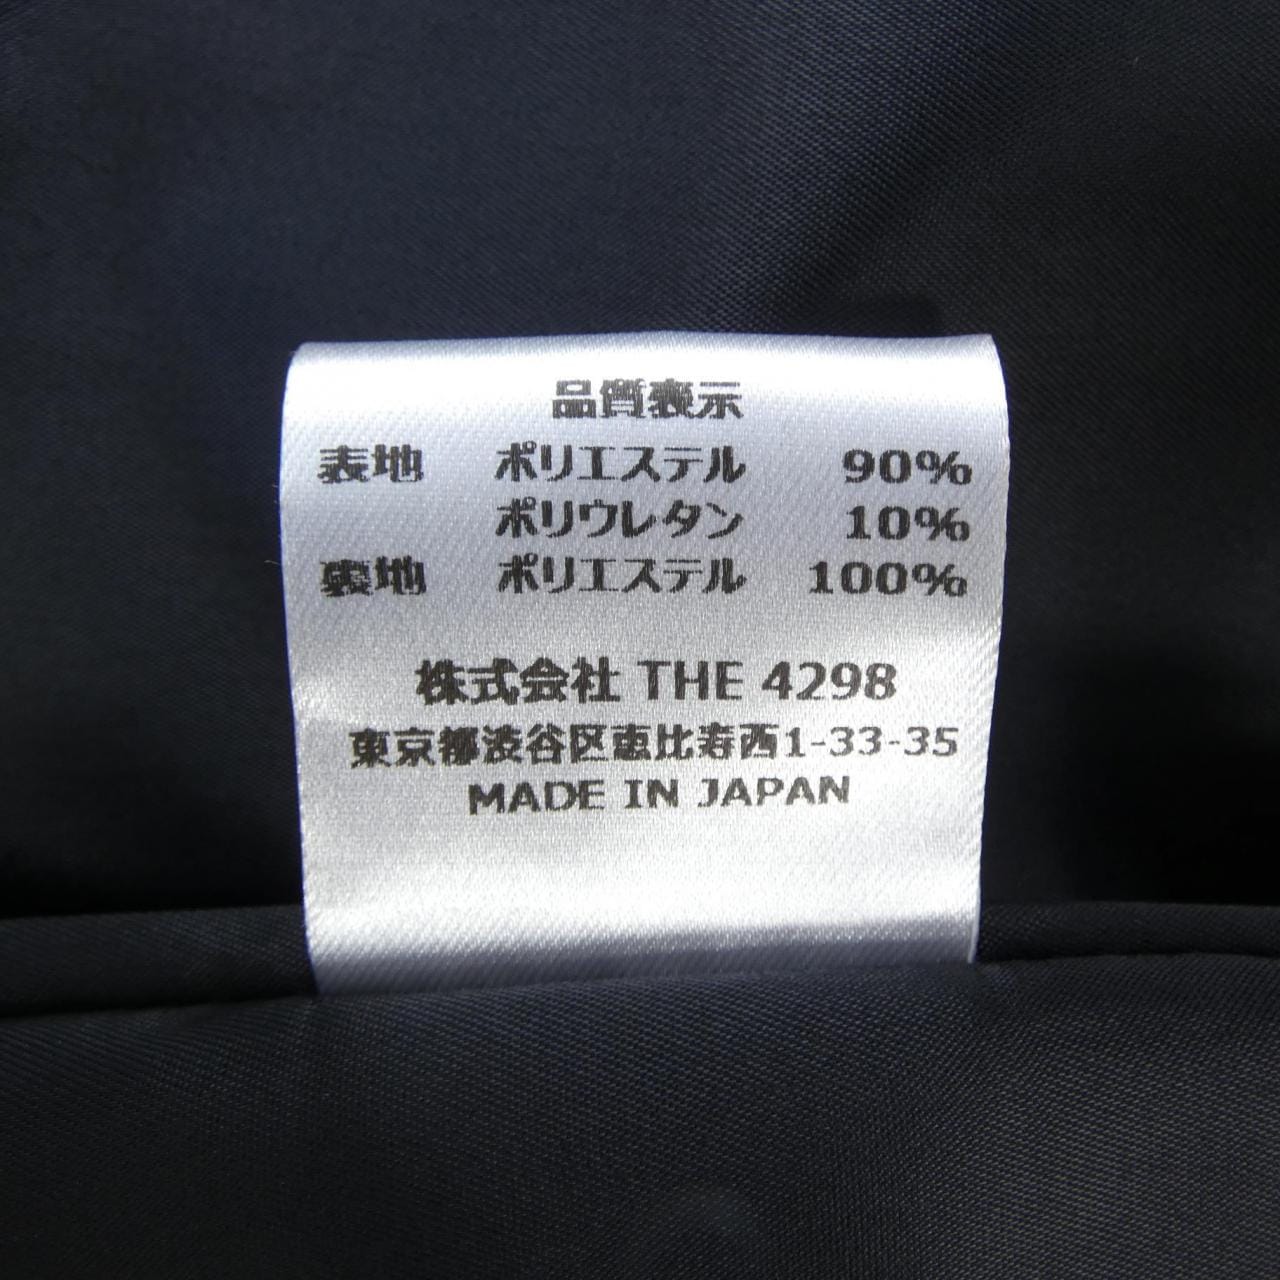 品質表示
表地 ポリエステル 90%
ポリウレタン 10%
裏地 ポリエステル 100%
株式会社 THE 4298
東京都渋谷区恵比寿西1-33-35
MADE IN JAPAN